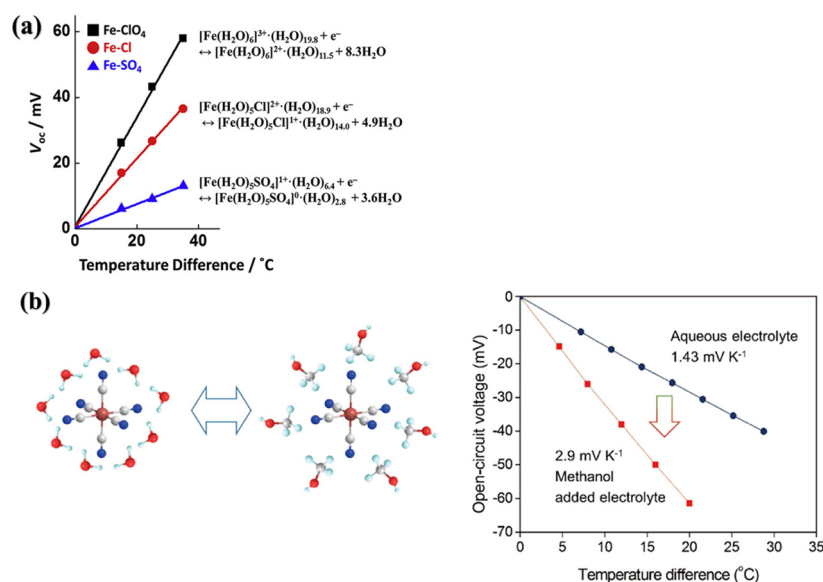 (a)
Fe-ClO₄
Fe-Cl
Fe-SO₄
[Fe(H₂O)₆]³⁺·(H₂O)₁₉.₈ + e⁻
↔ [Fe(H₂O)₆]²⁺·(H₂O)₁₁.₅ + 8.3H₂O
[Fe(H₂O)₅Cl]²⁺·(H₂O)₁₈.₉ + e⁻
↔ [Fe(H₂O)₅Cl]¹⁺·(H₂O)₁₄.₀ + 4.9H₂O
[Fe(H₂O)₅SO₄]¹⁺·(H₂O)₆.₄ + e⁻
↔ [Fe(H₂O)₅SO₄]⁰·(H₂O)₂.₈ + 3.6H₂O
Voc / mV
60
40
20
0
0 20 40
Temperature Difference / °C
(b)
Open-circuit voltage (mV)
0
-10
-20
-30
-40
-50
-60
-70
Aqueous electrolyte
1.43 mV K⁻¹
2.9 mV K⁻¹
Methanol
added electrolyte
0 5 10 15 20 25 30 35
Temperature difference (°C)